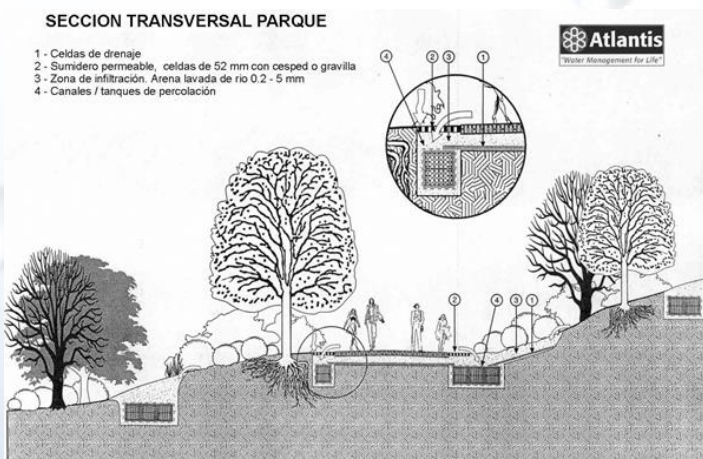 SECCION TRANSVERSAL PARQUE
1 - Celdas de drenaje
2 - Sumidero permeable, celdas de 52 mm con cesped o gravilla
3 - Zona de infiltración. Arena lavada de rio 0.2 - 5 mm
4 - Canales / tanques de percolación
Atlantis
"Water Management for Life"
4 2 3 1
2 4 3 1